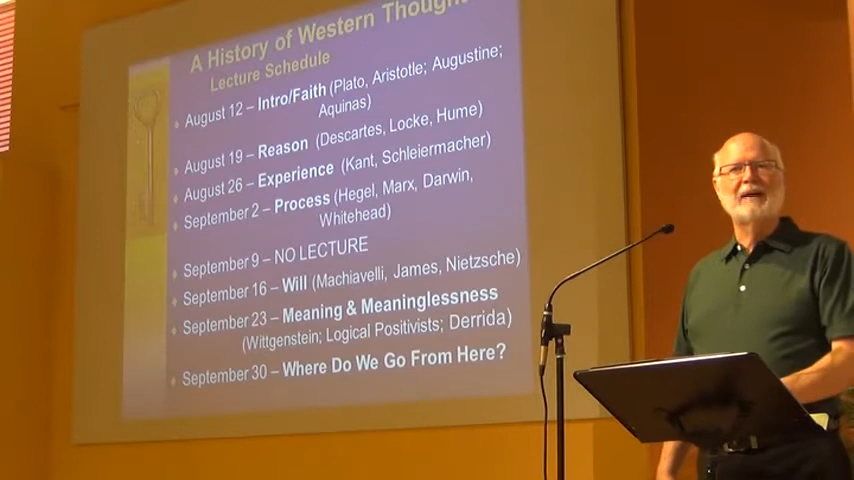 A History of Western Thought
Lecture Schedule
August 12 – Intro/Faith (Plato, Aristotle; Augustine;
Aquinas)
August 19 – Reason (Descartes, Locke, Hume)
August 26 – Experience (Kant, Schleiermacher)
September 2 – Process (Hegel, Marx, Darwin,
Whitehead)
September 9 – NO LECTURE
September 16 – Will (Machiavelli, James, Nietzsche)
September 23 – Meaning & Meaninglessness
(Wittgenstein; Logical Positivists; Derrida)
September 30 – Where Do We Go From Here?